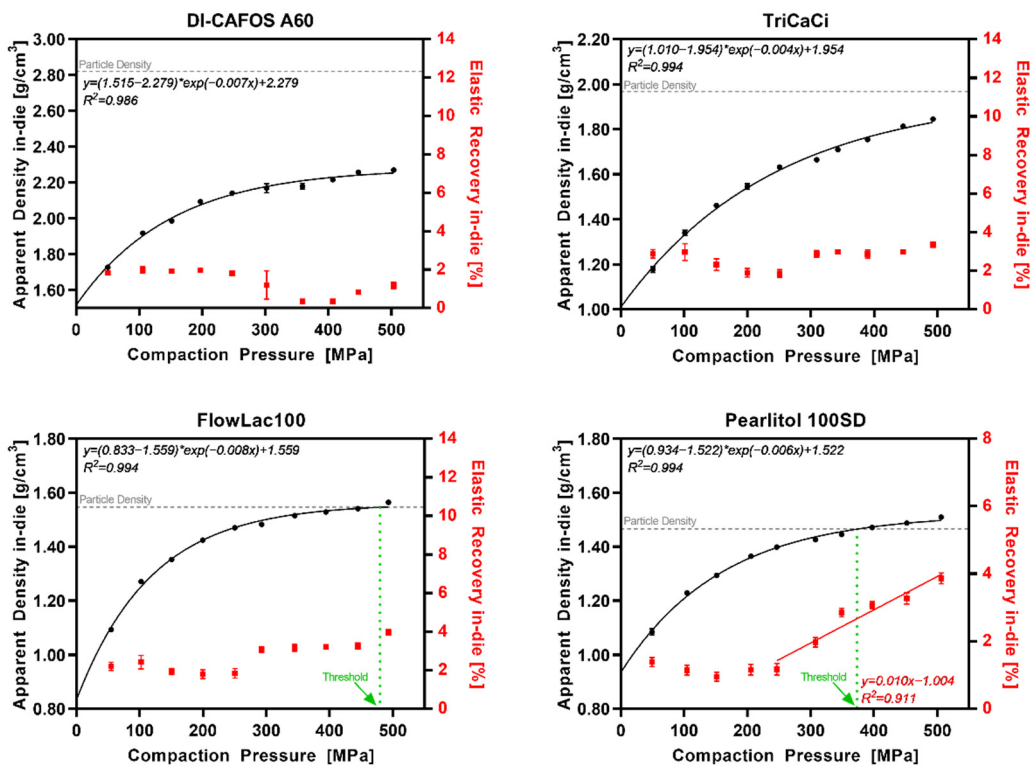 DI-CAFOS A60
Apparent Density in-die [g/cm³]
3.00
2.80
2.60
2.40
2.20
2.00
1.80
1.60
Particle Density
y=(1.515−2.279)*exp(−0.007x)+2.279
R²=0.986
14
12
10
8
6
4
2
0
Elastic Recovery in-die [%]
0 100 200 300 400 500
Compaction Pressure [MPa]
TriCaCi
Apparent Density in-die [g/cm³]
2.20
2.00
1.80
1.60
1.40
1.20
1.00
y=(1.010−1.954)*exp(−0.004x)+1.954
R²=0.994
Particle Density
14
12
10
8
6
4
2
0
Elastic Recovery in-die [%]
0 100 200 300 400 500
Compaction Pressure [MPa]
FlowLac100
Apparent Density in-die [g/cm³]
1.80
1.60
1.40
1.20
1.00
0.80
y=(0.833−1.559)*exp(−0.008x)+1.559
R²=0.994
Particle Density
Threshold
14
12
10
8
6
4
2
0
Elastic Recovery in-die [%]
0 100 200 300 400 500
Compaction Pressure [MPa]
Pearlitol 100SD
Apparent Density in-die [g/cm³]
1.80
1.60
1.40
1.20
1.00
0.80
y=(0.934−1.522)*exp(−0.006x)+1.522
R²=0.994
Particle Density
Threshold
y=0.010x−1.004
R²=0.911
8
6
4
2
0
Elastic Recovery in-die [%]
0 100 200 300 400 500
Compaction Pressure [MPa]